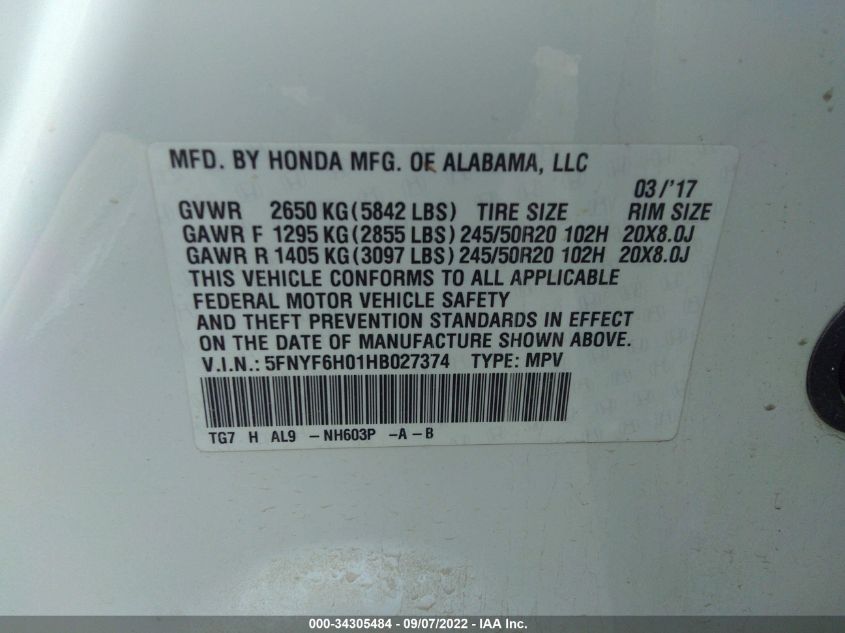 MFD. BY HONDA MFG. OF ALABAMA, LLC
03/'17
GVWR 2650 KG(5842 LBS) TIRE SIZE RIM SIZE
GAWR F 1295 KG(2855 LBS) 245/50R20 102H 20X8.0J
GAWR R 1405 KG(3097 LBS) 245/50R20 102H 20X8.0J
THIS VEHICLE CONFORMS TO ALL APPLICABLE
FEDERAL MOTOR VEHICLE SAFETY
AND THEFT PREVENTION STANDARDS IN EFFECT
ON THE DATE OF MANUFACTURE SHOWN ABOVE.
V.I.N.: 5FNYF6H01HB027374 TYPE: MPV
TG7 H AL9 -NH603P -A-B
000-34305484 - 09/07/2022 - IAA Inc.